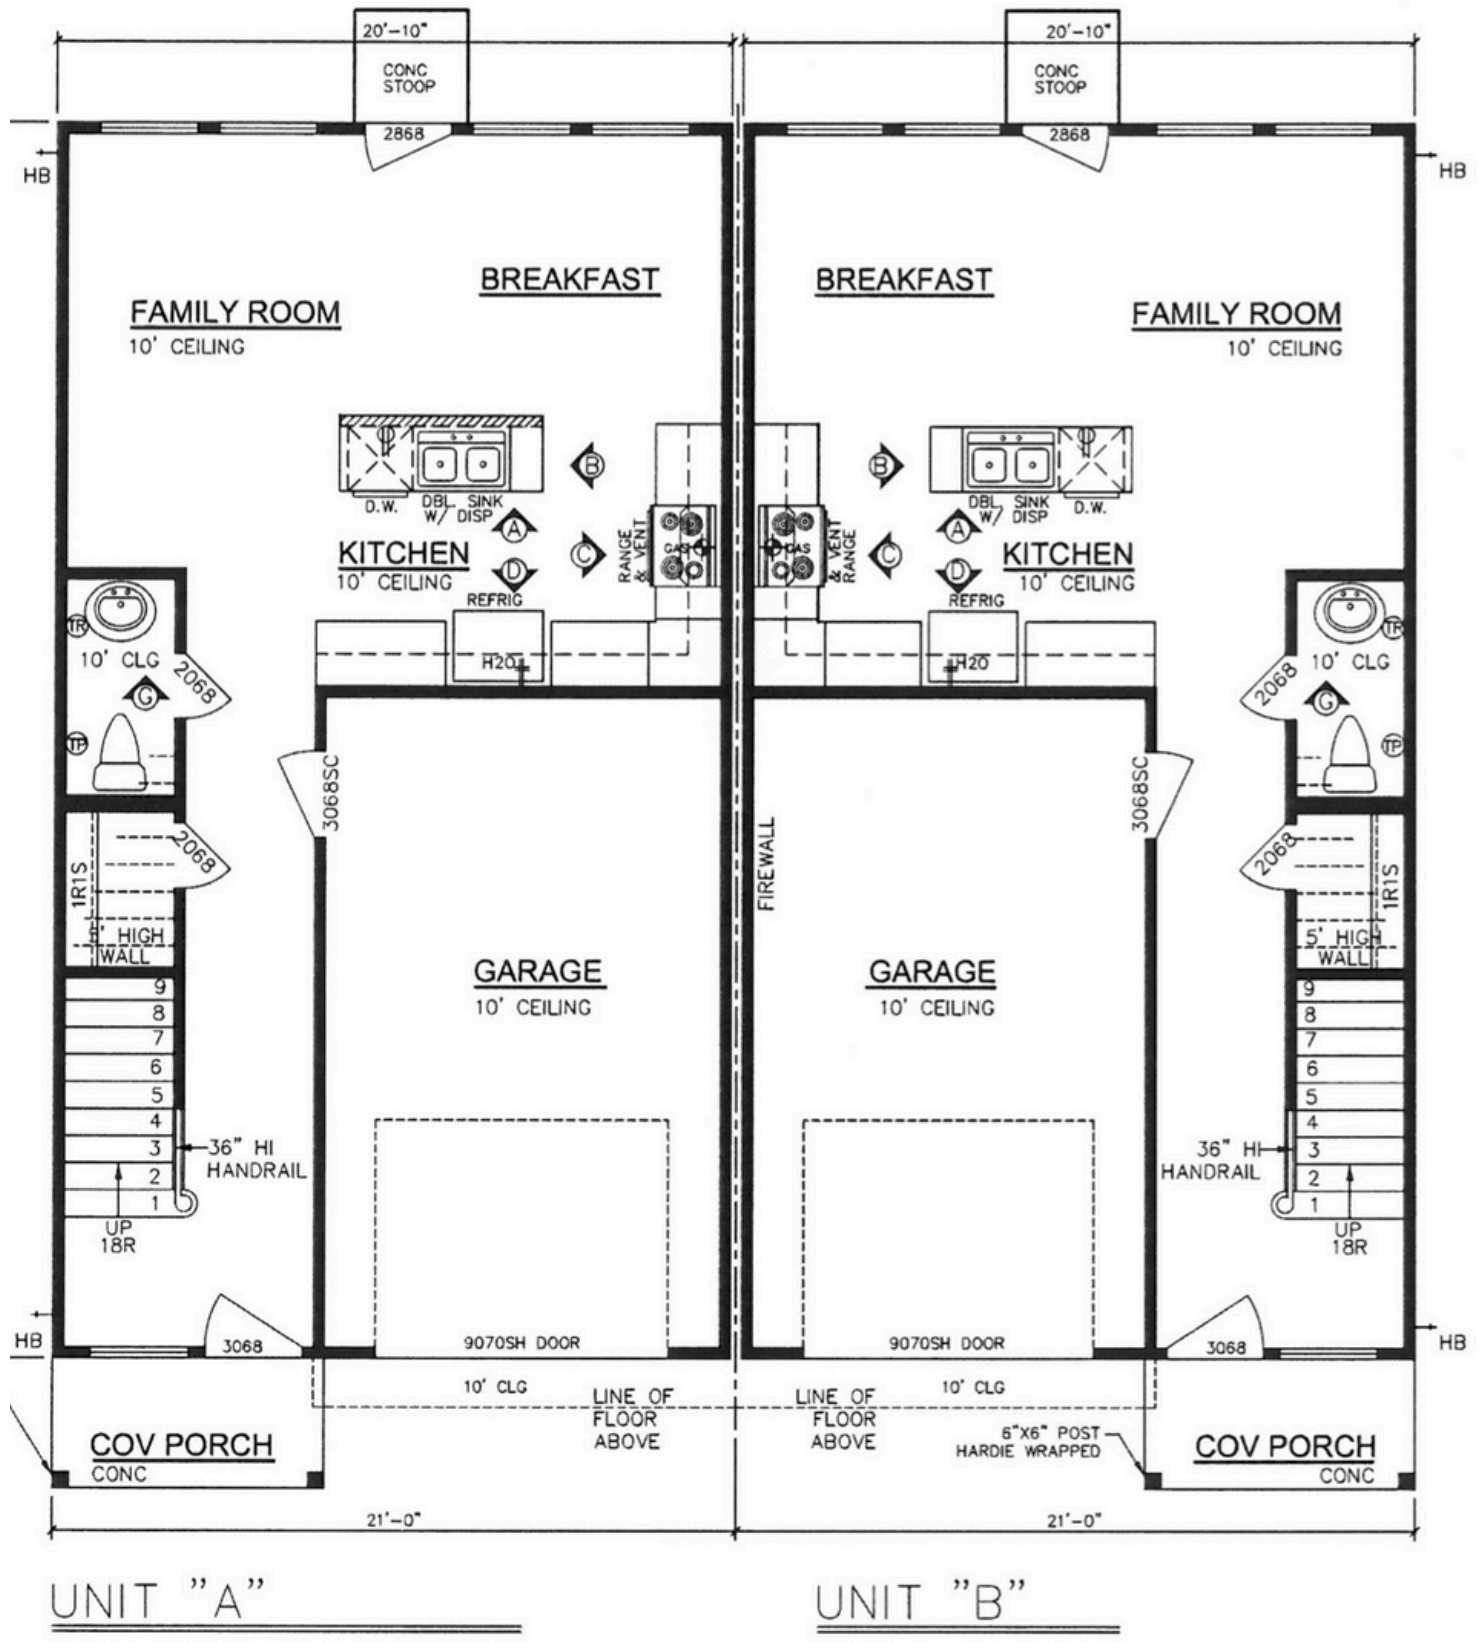 20'-10"
20'-10"
CONC
STOOP
CONC
STOOP
2868
2868
HB
HB
BREAKFAST
BREAKFAST
FAMILY ROOM
10' CEILING
FAMILY ROOM
10' CEILING
B
B
D.W.
DBL SINK
W/ DISP
DBL SINK
W/ DISP
D.W.
A
A
RANGE
& VENT
GAS
GAS
& VENT
RANGE
C
C
KITCHEN
10' CEILING
KITCHEN
10' CEILING
D
D
REFRIG
REFRIG
H2O
H2O
TR
10' CLG
2068
G
TP
TR
10' CLG
2068
G
TP
3068SC
3068SC
2068
2068
1R1S
1R1S
FIREWALL
5' HIGH
WALL
5' HIGH
WALL
GARAGE
10' CEILING
GARAGE
10' CEILING
9
8
7
6
5
4
3
2
1
UP
18R
36" HI
HANDRAIL
9
8
7
6
5
4
3
2
1
UP
18R
36" HI
HANDRAIL
HB
HB
3068
9070SH DOOR
9070SH DOOR
3068
10' CLG
10' CLG
LINE OF
FLOOR
ABOVE
LINE OF
FLOOR
ABOVE
6"X6" POST
HARDIE WRAPPED
COV PORCH
CONC
COV PORCH
CONC
21'-0"
21'-0"
UNIT "A"
UNIT "B"